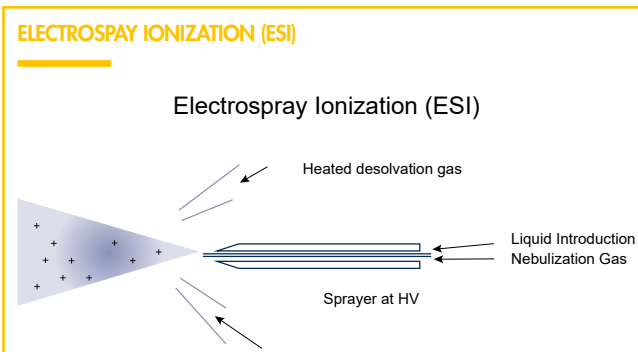 ELECTROSPAY IONIZATION (ESI)
Electrospray Ionization (ESI)
Heated desolvation gas
Liquid Introduction
Nebulization Gas
Sprayer at HV
+
+
+
+
+
+
+
+
+
+